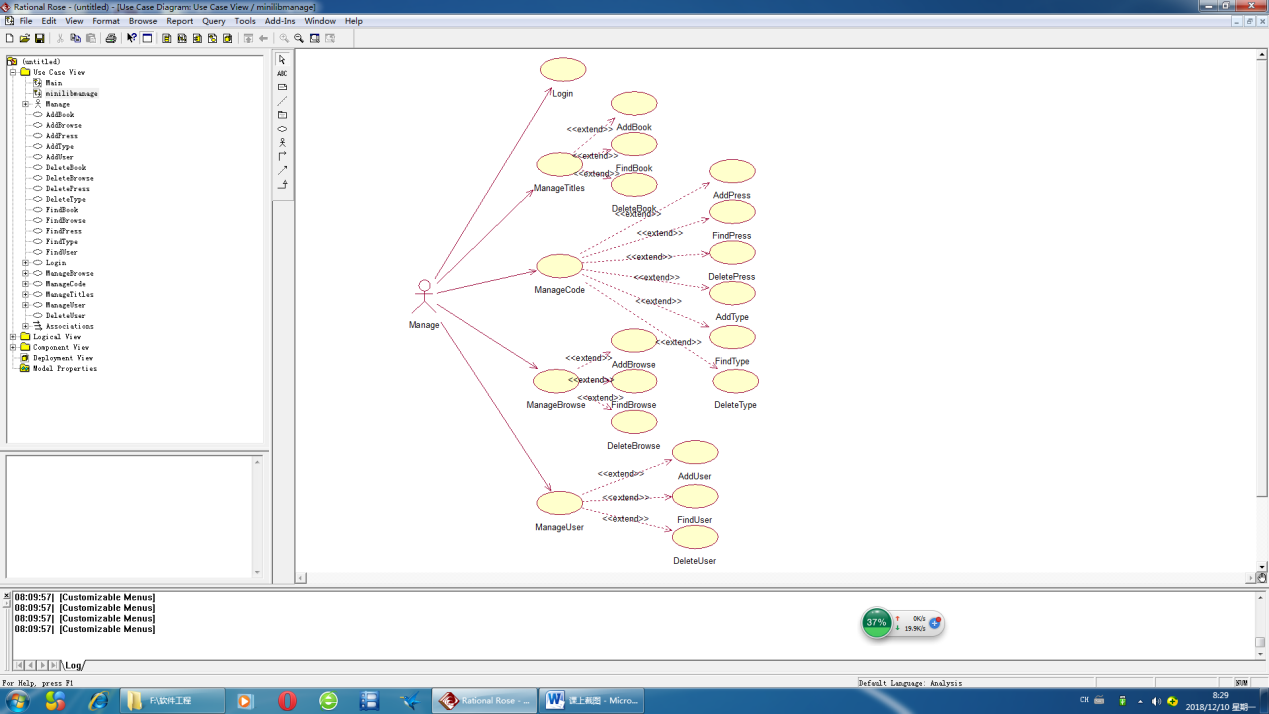 Rational Rose - (untitled) - [Use Case Diagram: Use Case View / minilibmanage]
File Edit View Format Browse Report Query Tools Add-Ins Window Help
ABC
(untitled)
Use Case View
Main
minilibmanage
Manage
AddBook
AddBrowse
AddPress
AddType
AddUser
DeleteBook
DeleteBrowse
DeletePress
DeleteType
FindBook
FindBrowse
FindPress
FindType
FindUser
Login
ManageBrowse
ManageCode
ManageTitles
ManageUser
DeleteUser
Associations
Logical View
Component View
Deployment View
Model Properties
Login
<<extend>>
AddBook
<<extend>>
FindBook
<<extend>>
ManageTitles
DeleteBook
<<extend>>
AddPress
<<extend>>
FindPress
<<extend>>
DeletePress
<<extend>>
ManageCode
<<extend>>
AddType
Manage
<<extend>>
FindType
<<extend>>
AddBrowse
<<extend>>
<<extend>>
ManageBrowse
FindBrowse
DeleteType
DeleteBrowse
<<extend>>
AddUser
<<extend>>
FindUser
<<extend>>
ManageUser
DeleteUser
08:09:57| [Customizable Menus]
08:09:57| [Customizable Menus]
08:09:57| [Customizable Menus]
08:09:57| [Customizable Menus]
37%
0K/s
19.9K/s
Log
For Help, press F1
Default Language: Analysis
NUM
F:\软件工程
Rational Rose - ...
课上截图 - Micro...
CH
8:29
2018/12/10 星期一